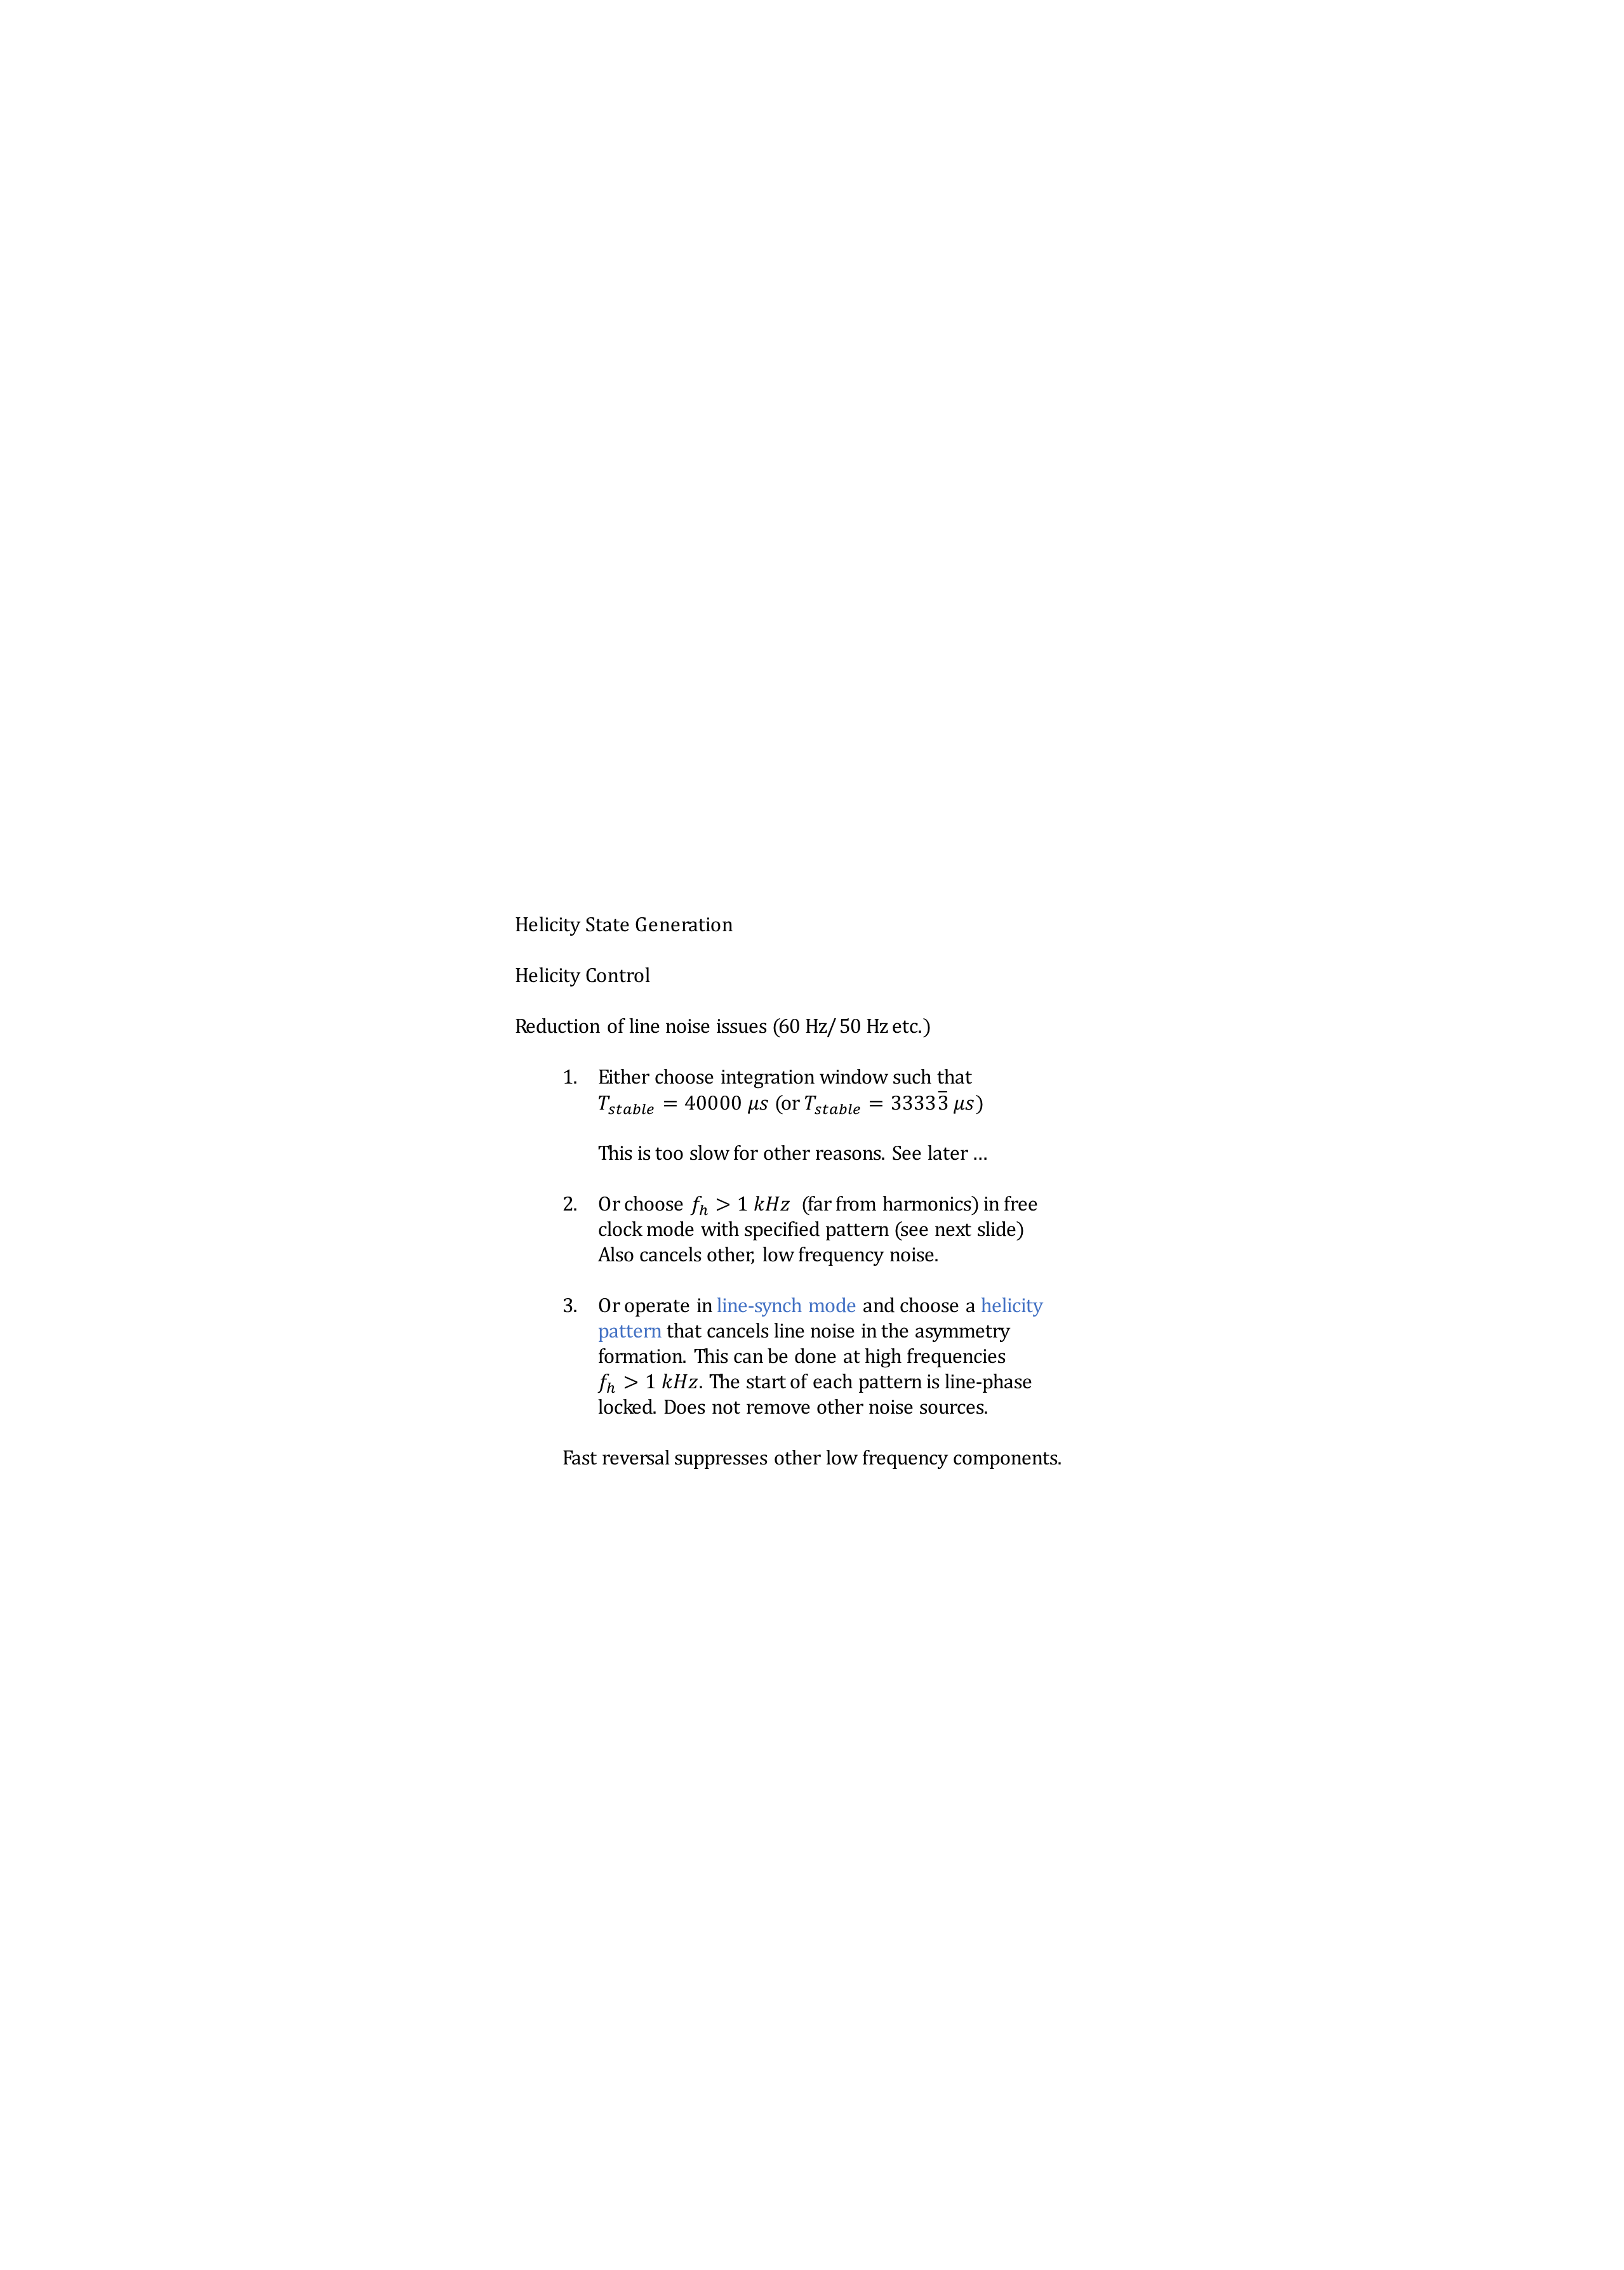 Helicity State Generation
Helicity Control
Reduction of line noise issues (60 Hz/ 50 Hz etc.)
1. Either choose integration window such that
T_stable = 40000 μs (or T_stable = 33333̅ μs)
This is too slow for other reasons. See later …
2. Or choose f_h > 1 kHz (far from harmonics) in free
clock mode with specified pattern (see next slide)
Also cancels other, low frequency noise.
3. Or operate in line-synch mode and choose a helicity
pattern that cancels line noise in the asymmetry
formation. This can be done at high frequencies
f_h > 1 kHz. The start of each pattern is line-phase
locked. Does not remove other noise sources.
Fast reversal suppresses other low frequency components.